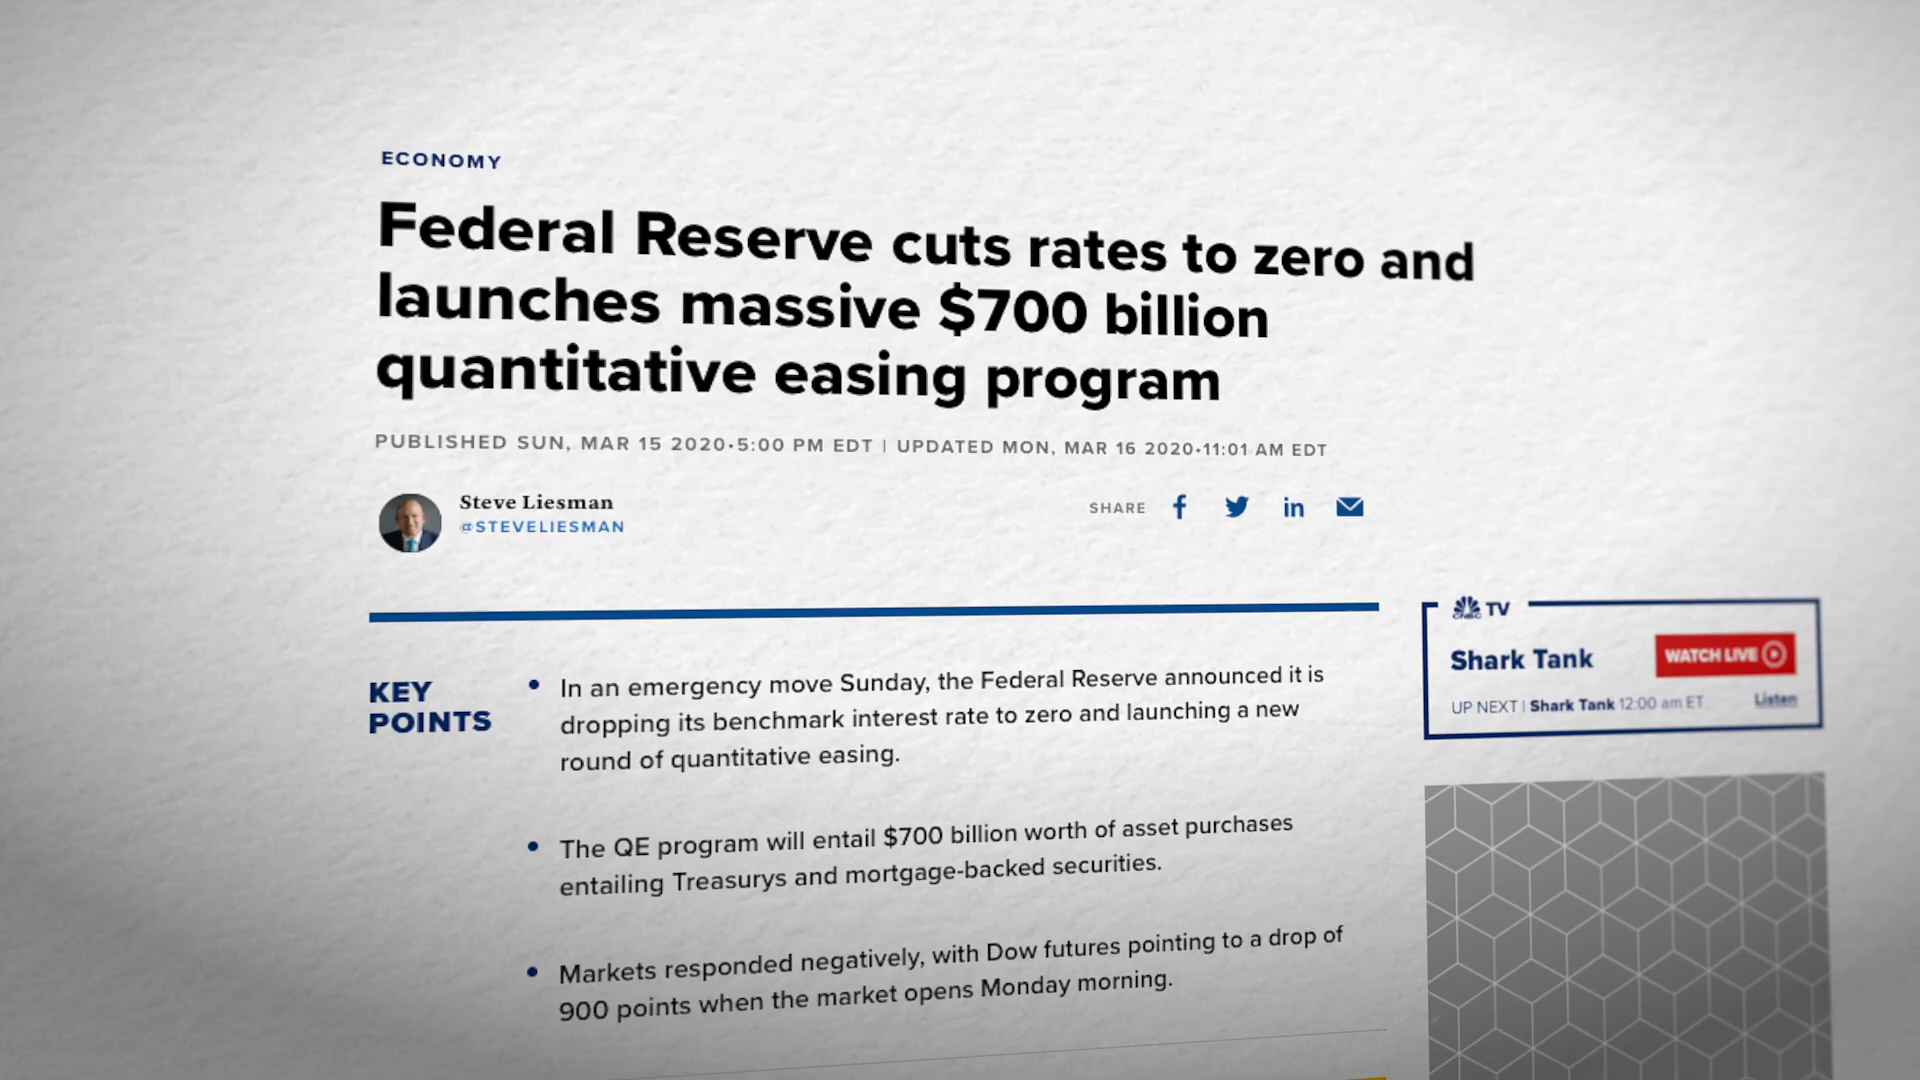 ECONOMY
Federal Reserve cuts rates to zero and
launches massive $700 billion
quantitative easing program
PUBLISHED SUN, MAR 15 2020•5:00 PM EDT | UPDATED MON, MAR 16 2020•11:01 AM EDT
Steve Liesman
@STEVELIESMAN
SHARE
KEY
POINTS
• In an emergency move Sunday, the Federal Reserve announced it is
dropping its benchmark interest rate to zero and launching a new
round of quantitative easing.
• The QE program will entail $700 billion worth of asset purchases
entailing Treasurys and mortgage-backed securities.
• Markets responded negatively, with Dow futures pointing to a drop of
900 points when the market opens Monday morning.
CNBC TV
Shark Tank
WATCH LIVE
UP NEXT | Shark Tank 12:00 am ET
Listen